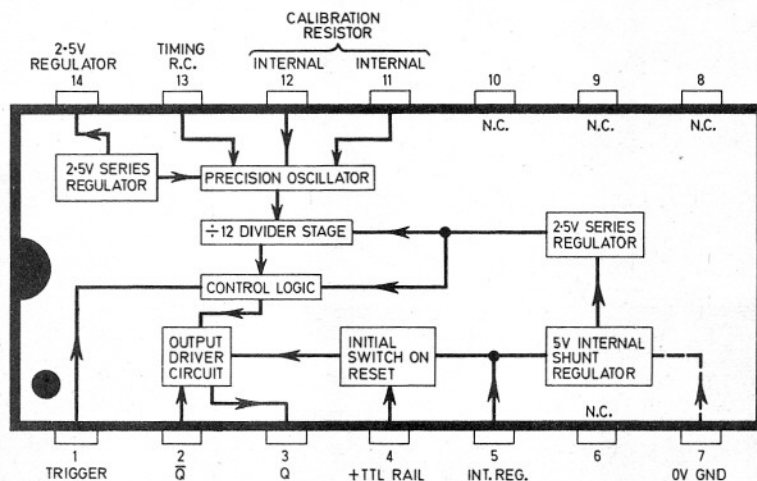 CALIBRATION
RESISTOR
2·5V
REGULATOR
TIMING
R.C.
INTERNAL
INTERNAL
14
13
12
11
10
9
8
N.C.
N.C.
N.C.
2·5V SERIES
REGULATOR
PRECISION OSCILLATOR
÷12 DIVIDER STAGE
2·5V SERIES
REGULATOR
CONTROL LOGIC
OUTPUT
DRIVER
CIRCUIT
INITIAL
SWITCH ON
RESET
5V INTERNAL
SHUNT
REGULATOR
N.C.
1
2
3
4
5
6
7
TRIGGER
Q̅
Q
+TTL RAIL
INT. REG.
0V GND